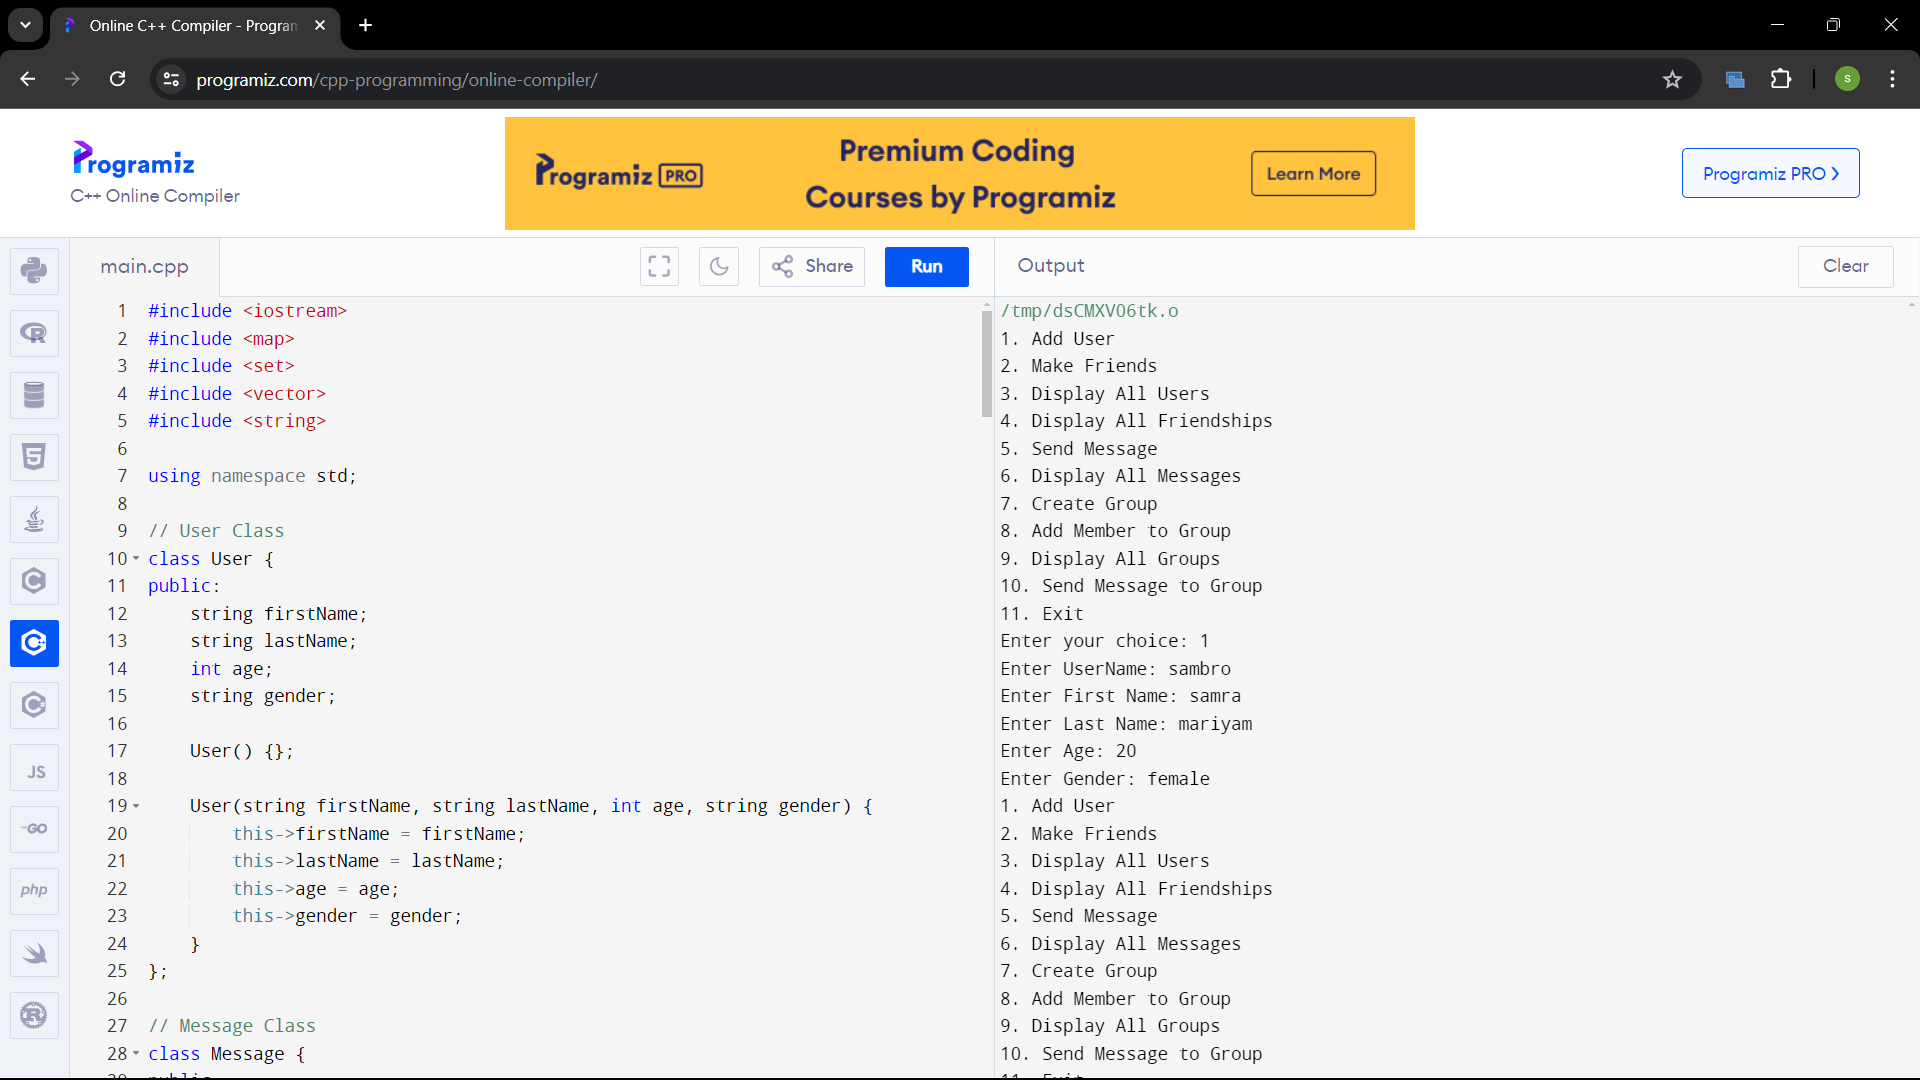 Online C++ Compiler - Program
programiz.com/cpp-programming/online-compiler/
S
Programiz
C++ Online Compiler
Programiz PRO
Premium Coding
Courses by Programiz
Learn More
Programiz PRO
main.cpp
Share
Run
Output
Clear
R
5
C
JS
GO
php
R
1 #include <iostream>
2 #include <map>
3 #include <set>
4 #include <vector>
5 #include <string>
6
7 using namespace std;
8
9 // User Class
10 class User {
11 public:
12 string firstName;
13 string lastName;
14 int age;
15 string gender;
16
17 User() {};
18
19 User(string firstName, string lastName, int age, string gender) {
20 this->firstName = firstName;
21 this->lastName = lastName;
22 this->age = age;
23 this->gender = gender;
24 }
25 };
26
27 // Message Class
28 class Message {
/tmp/dsCMXVO6tk.o
1. Add User
2. Make Friends
3. Display All Users
4. Display All Friendships
5. Send Message
6. Display All Messages
7. Create Group
8. Add Member to Group
9. Display All Groups
10. Send Message to Group
11. Exit
Enter your choice: 1
Enter UserName: sambro
Enter First Name: samra
Enter Last Name: mariyam
Enter Age: 20
Enter Gender: female
1. Add User
2. Make Friends
3. Display All Users
4. Display All Friendships
5. Send Message
6. Display All Messages
7. Create Group
8. Add Member to Group
9. Display All Groups
10. Send Message to Group